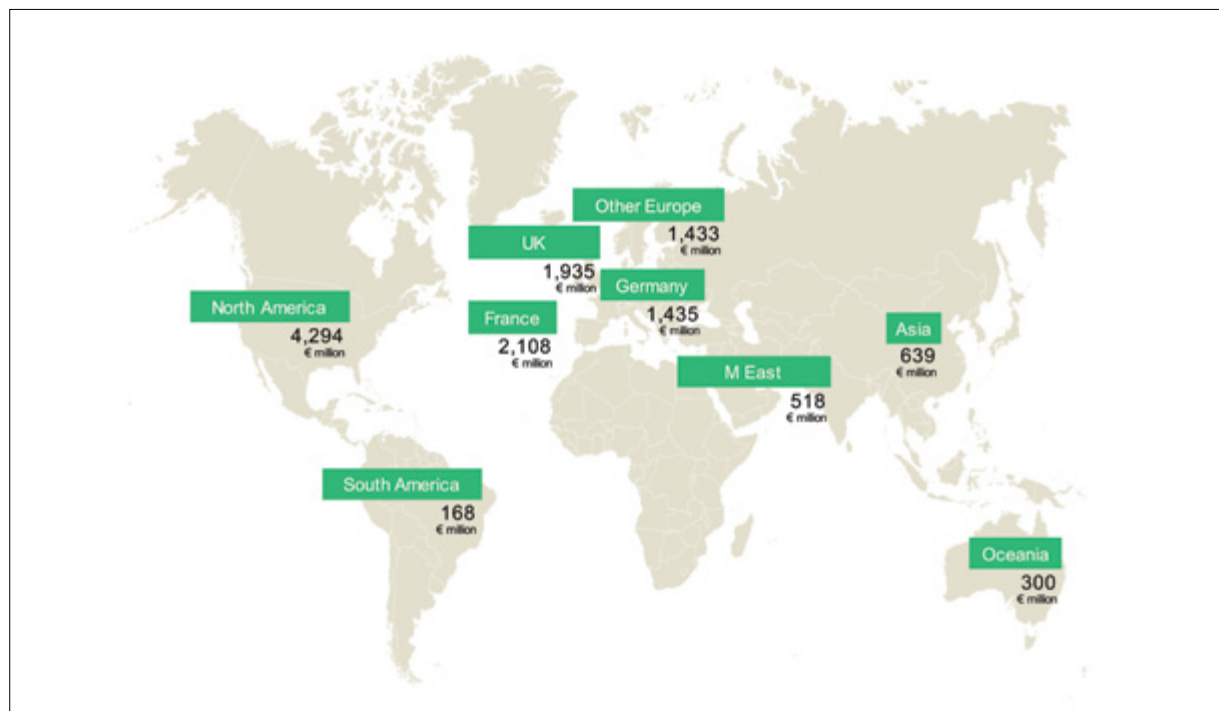 Other Europe
1,433
€ million
UK
1,935
€ million
Germany
1,435
€ million
North America
4,294
€ million
France
2,108
€ million
Asia
639
€ million
M East
518
€ million
South America
168
€ million
Oceania
300
€ million